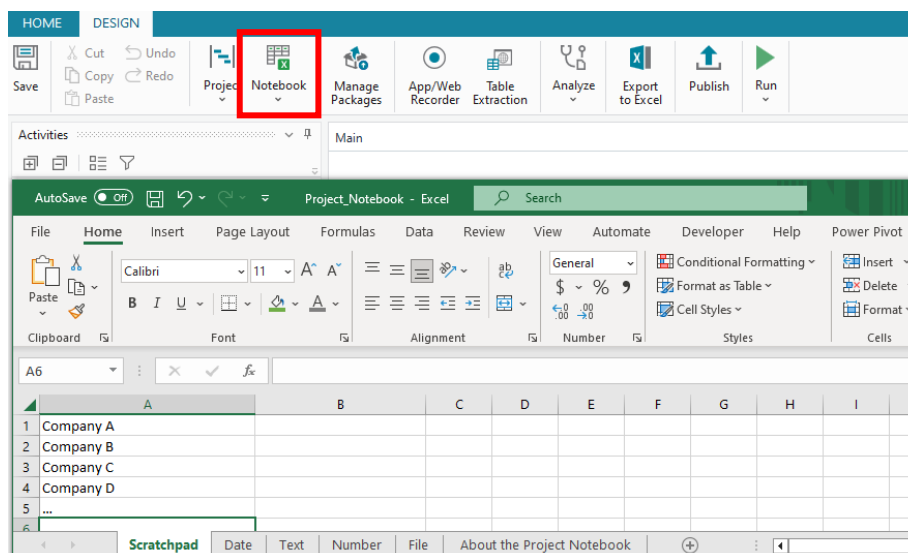 HOME DESIGN
Save
Cut Undo
Copy Redo
Paste
Project Notebook Manage Packages App/Web Recorder Table Extraction Analyze Export to Excel Publish Run
Activities Main
AutoSave Off Project_Notebook - Excel Search
File Home Insert Page Layout Formulas Data Review View Automate Developer Help Power Pivot
Paste Calibri 11 A A ab General Conditional Formatting Insert
B I U A $ % 9 Format as Table Delete
Cell Styles Format
Clipboard Font Alignment Number Styles Cells
A6 fx
A B C D E F G H I
1 Company A
2 Company B
3 Company C
4 Company D
5 ...
6
Scratchpad Date Text Number File About the Project Notebook